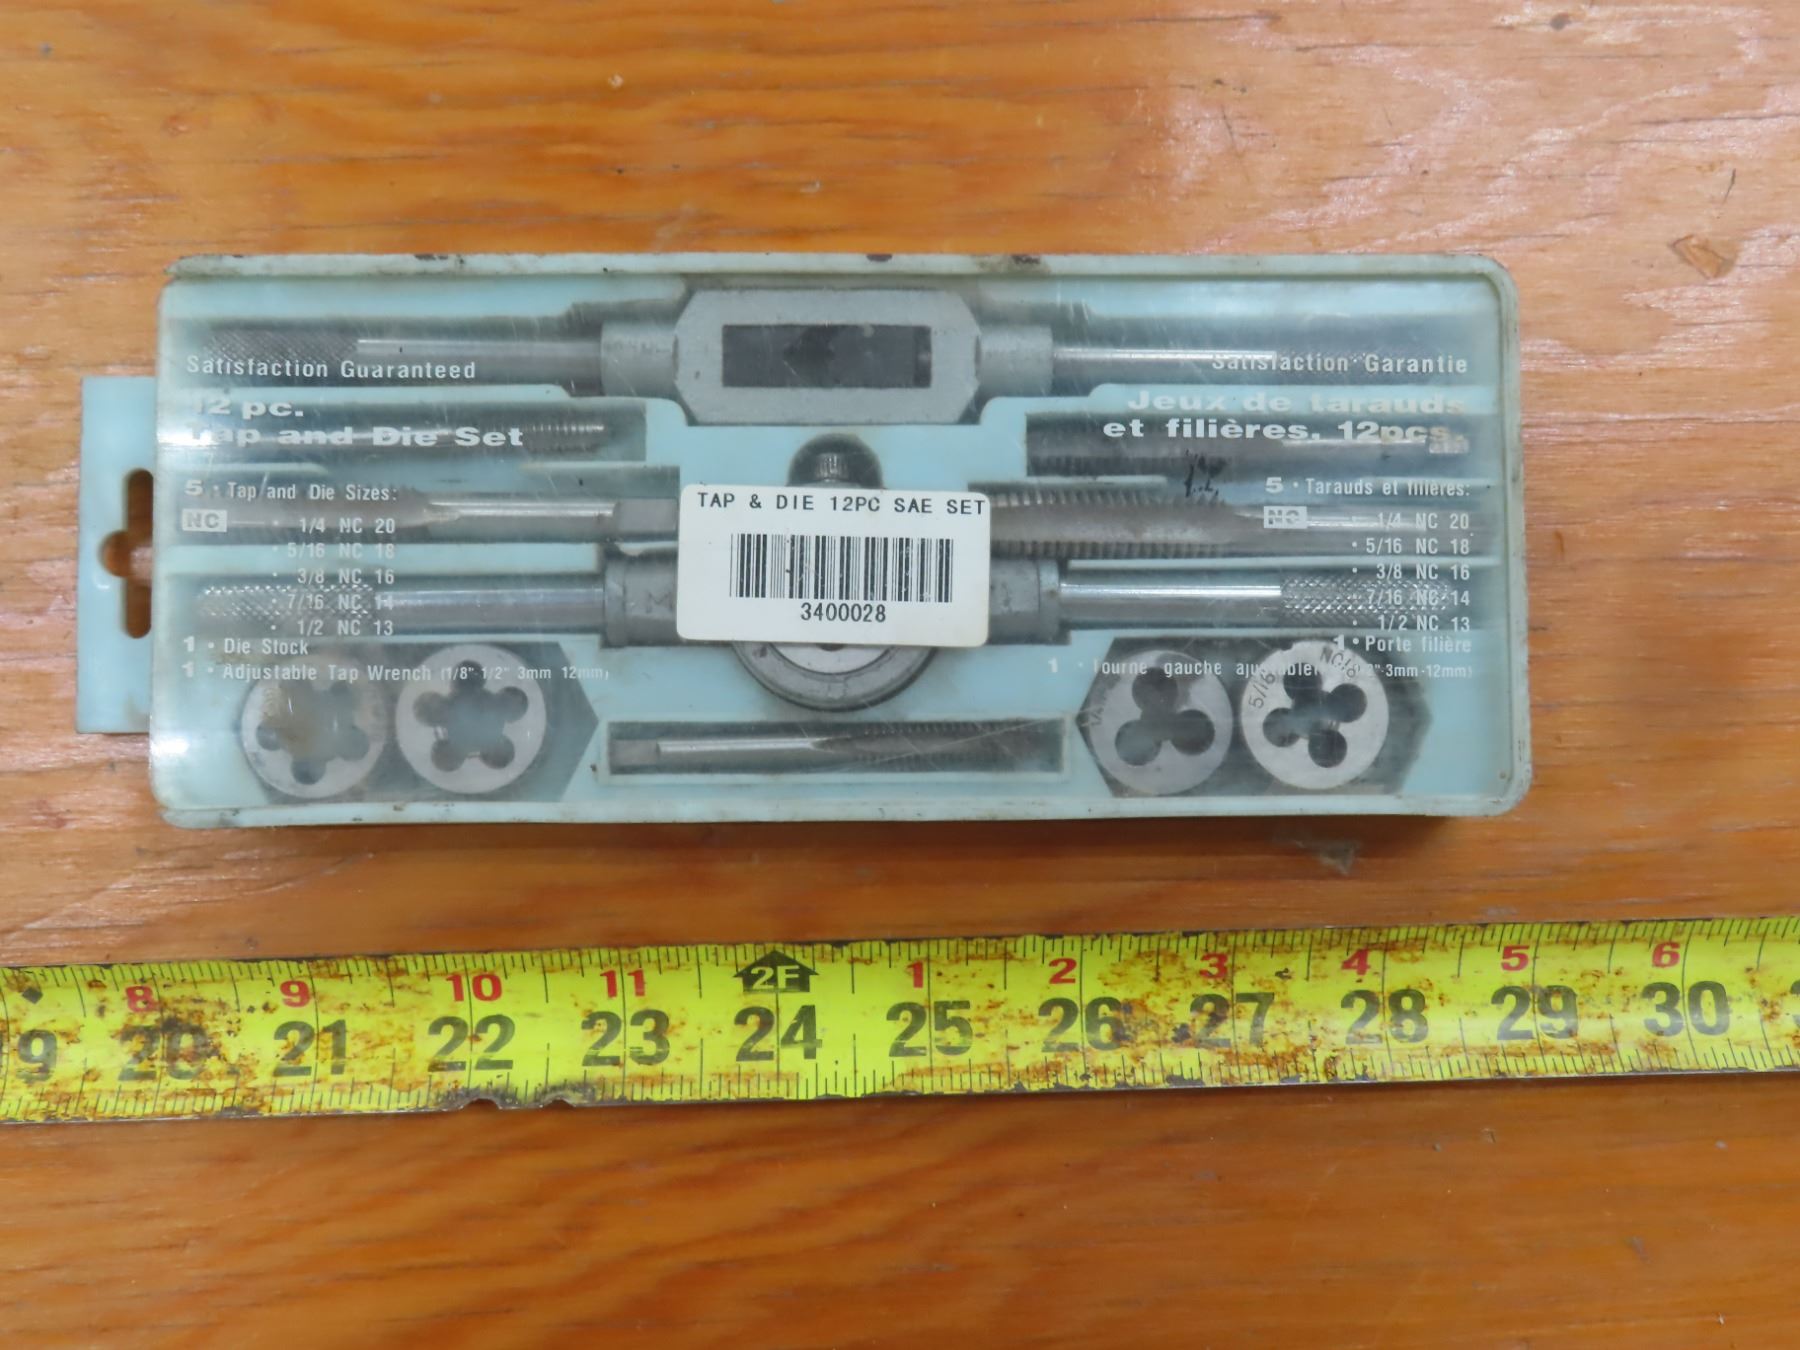 Satisfaction Guaranteed
12 pc.
Tap and Die Set
5 • Tap and Die Sizes:
NC
• 1/4 NC 20
• 5/16 NC 18
• 3/8 NC 16
• 7/16 NC 14
• 1/2 NC 13
1 • Die Stock
1 • Adjustable Tap Wrench (1/8"-1/2" 3mm 12mm)
TAP & DIE 12PC SAE SET
3400028
Satisfaction Garantie
Jeux de tarauds
et filières, 12pcs.
5 • Tarauds et filières:
NC
• 1/4 NC 20
• 5/16 NC 18
• 3/8 NC 16
• 7/16 NC 14
• 1/2 NC 13
1 • Porte filière
1 • Tourne gauche 3mm-12mm)
5/16 NC18
8 9 10 11 2F 1 2 3 4 5 6
9 20 21 22 23 24 25 26 27 28 29 30